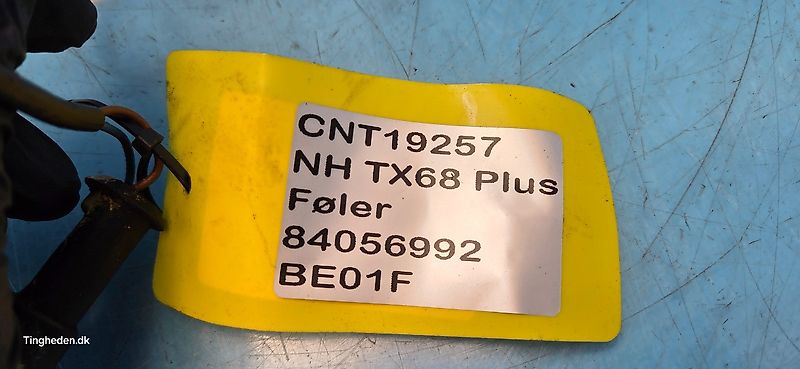 CNT19257
NH TX68 Plus
Føler
84056992
BE01F
Tingheden.dk